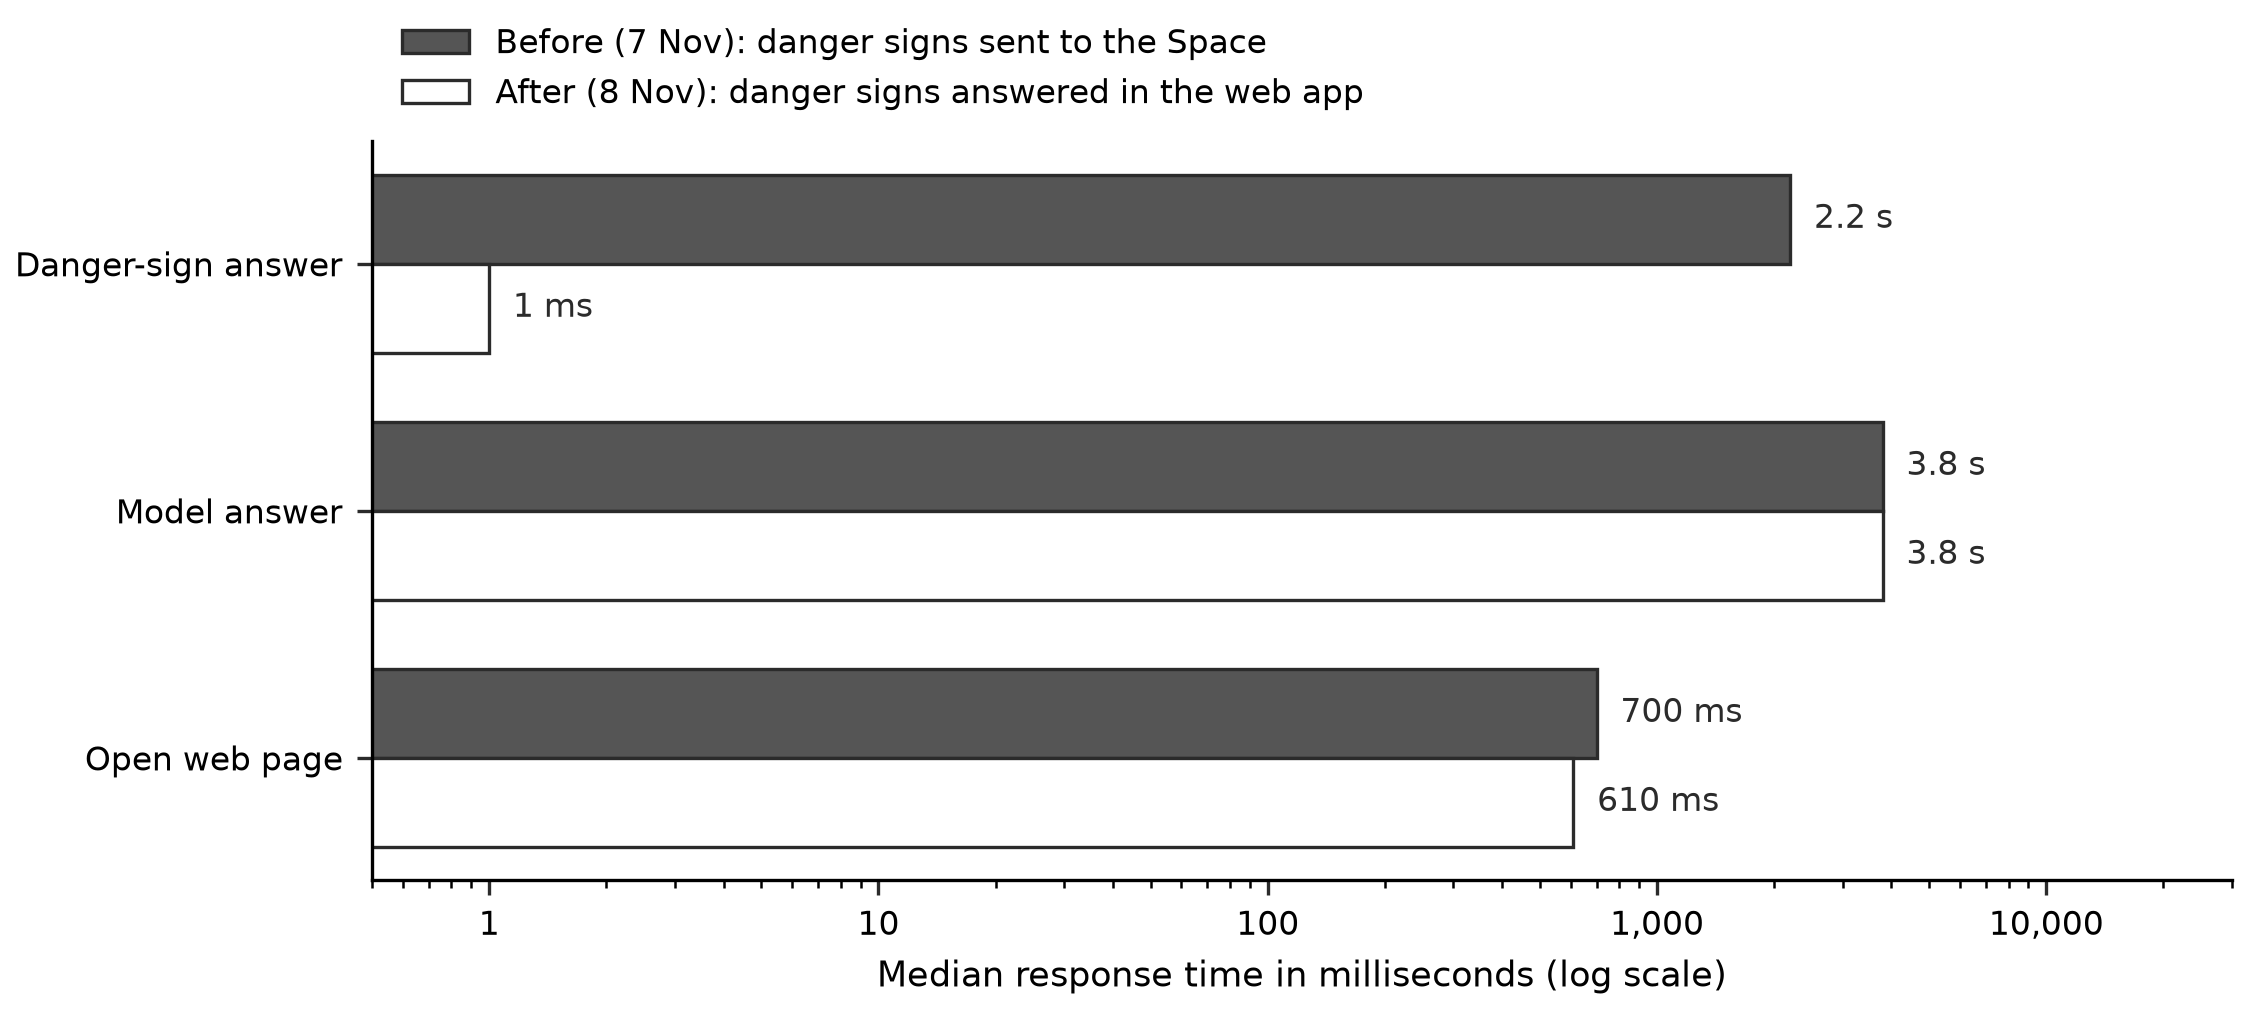 Before (7 Nov): danger signs sent to the Space
After (8 Nov): danger signs answered in the web app
Danger-sign answer
2.2 s
1 ms
Model answer
3.8 s
3.8 s
Open web page
700 ms
610 ms
1 10 100 1,000 10,000
Median response time in milliseconds (log scale)